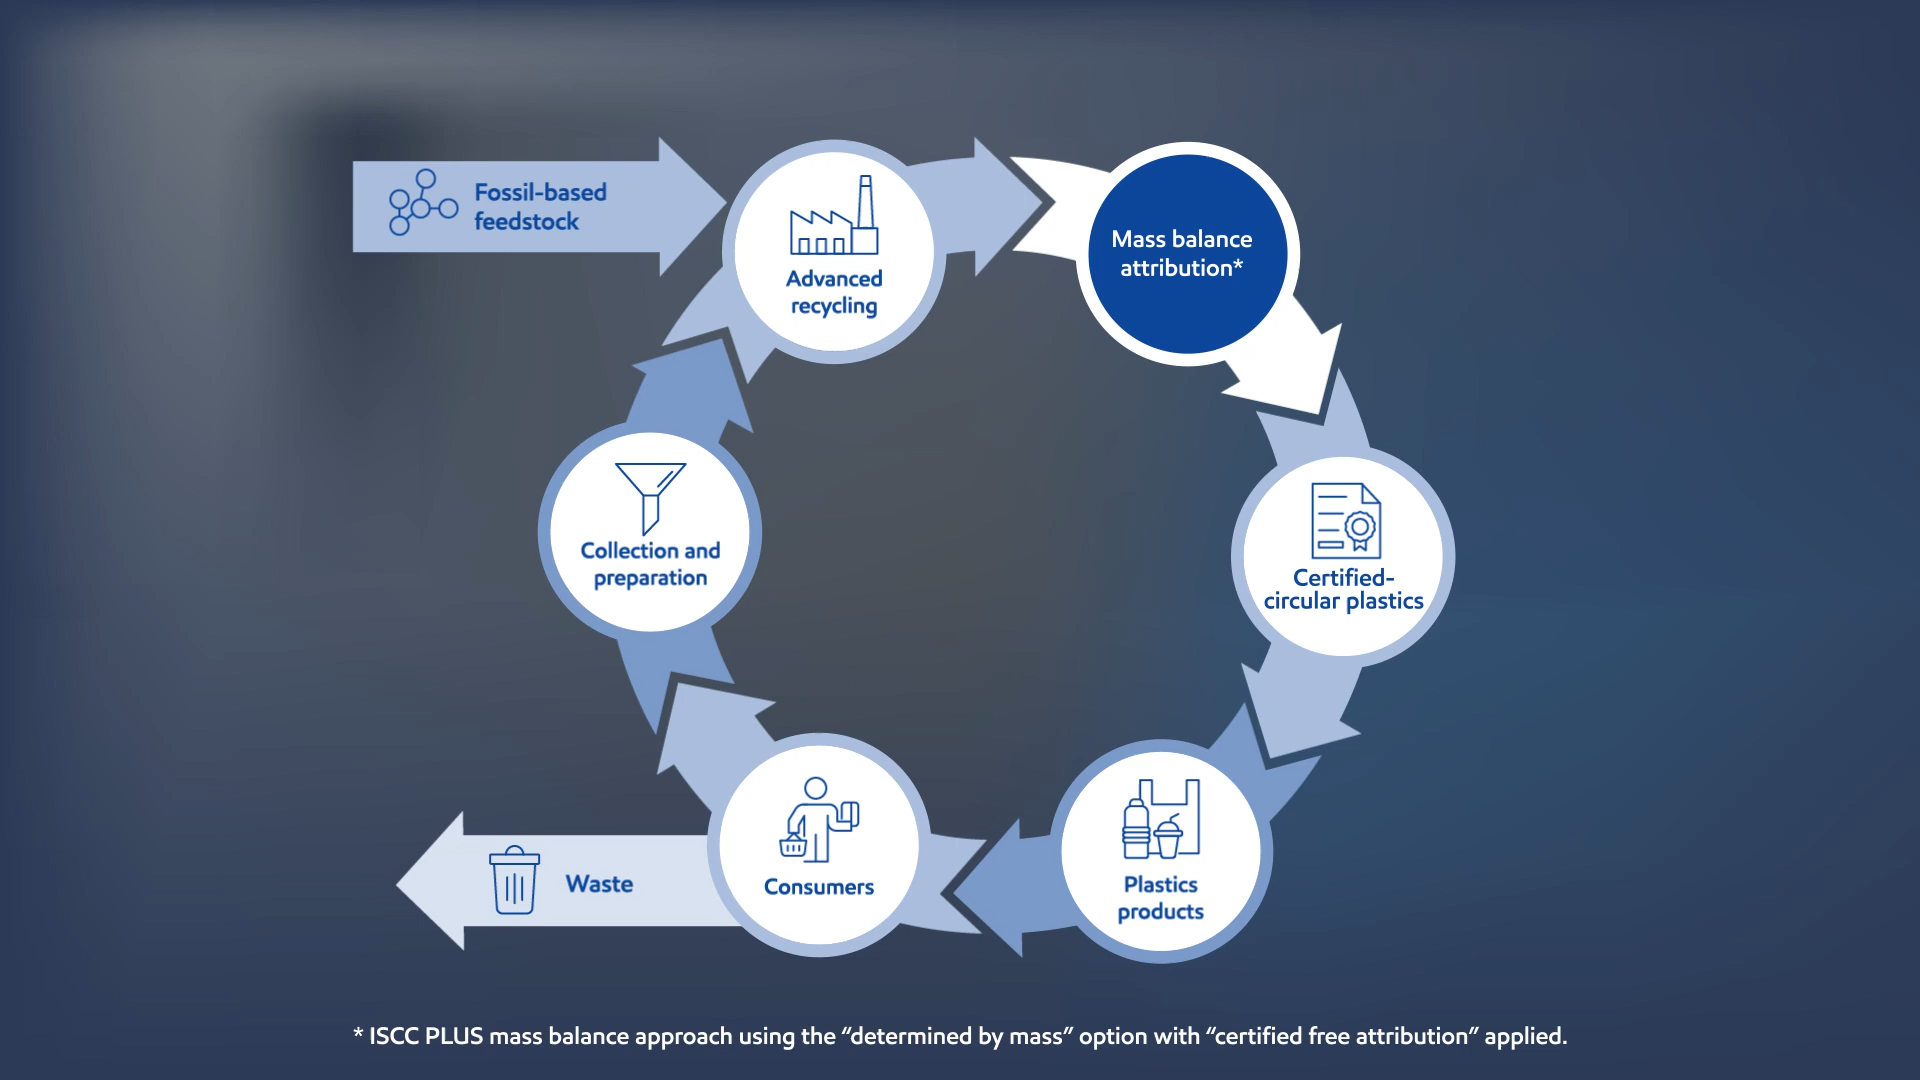 Fossil-based
feedstock
Advanced
recycling
Mass balance
attribution*
Certified-
circular plastics
Plastics
products
Consumers
Waste
Collection and
preparation
* ISCC PLUS mass balance approach using the “determined by mass” option with “certified free attribution” applied.